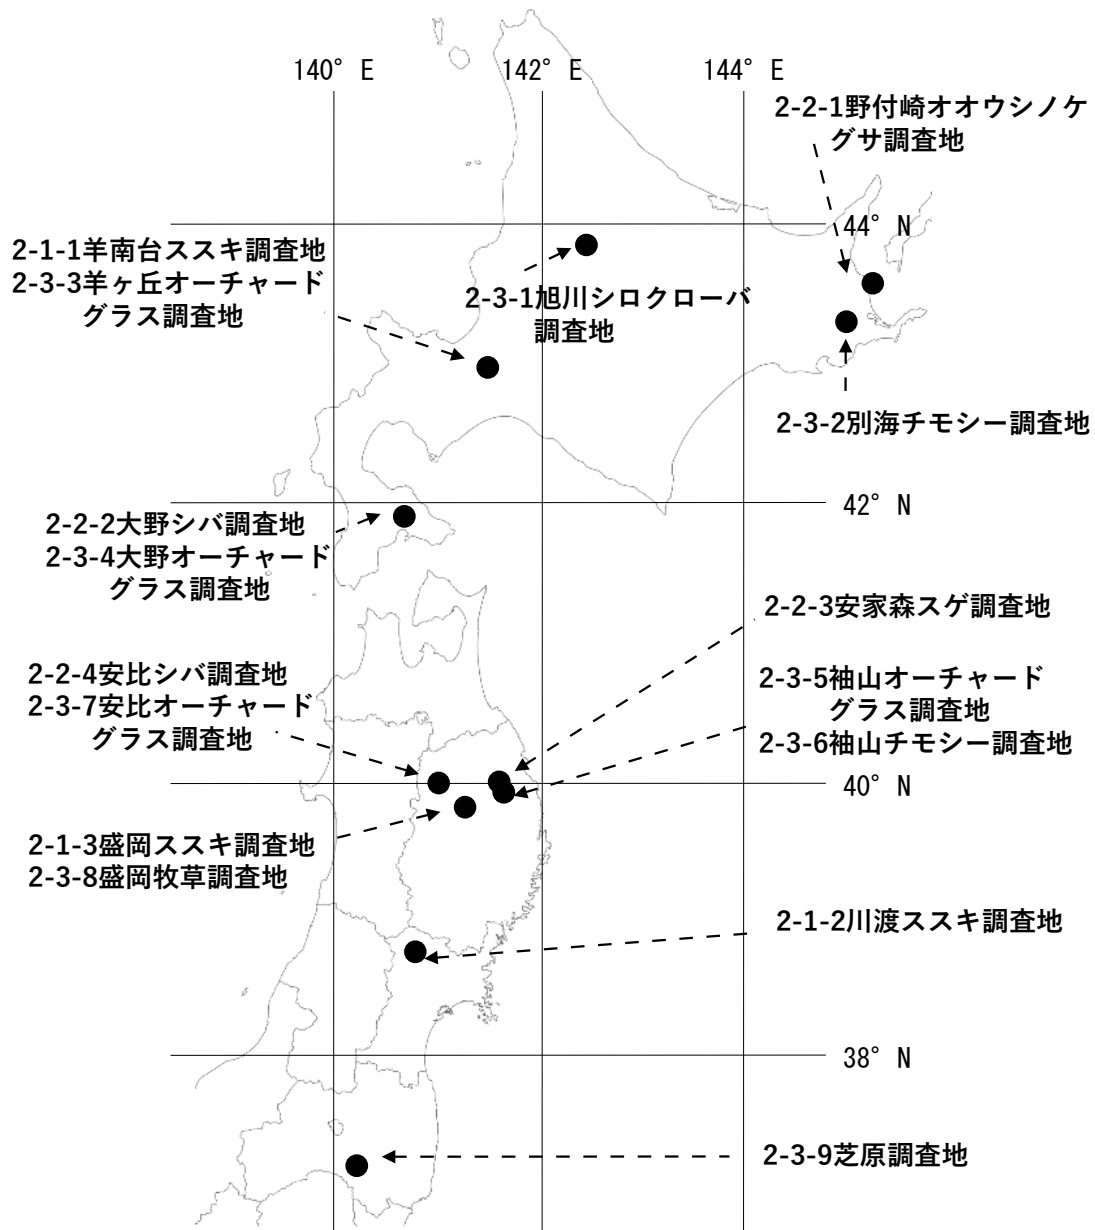 140° E
142° E
144° E
2-2-1野付崎オオウシノケ
グサ調査地
44° N
2-1-1羊南台ススキ調査地
2-3-3羊ヶ丘オーチャード
グラス調査地
2-3-1旭川シロクローバ
調査地
2-3-2別海チモシー調査地
42° N
2-2-2大野シバ調査地
2-3-4大野オーチャード
グラス調査地
2-2-3安家森スゲ調査地
2-2-4安比シバ調査地
2-3-7安比オーチャード
グラス調査地
2-3-5袖山オーチャード
グラス調査地
2-3-6袖山チモシー調査地
40° N
2-1-3盛岡ススキ調査地
2-3-8盛岡牧草調査地
2-1-2川渡ススキ調査地
38° N
2-3-9芝原調査地